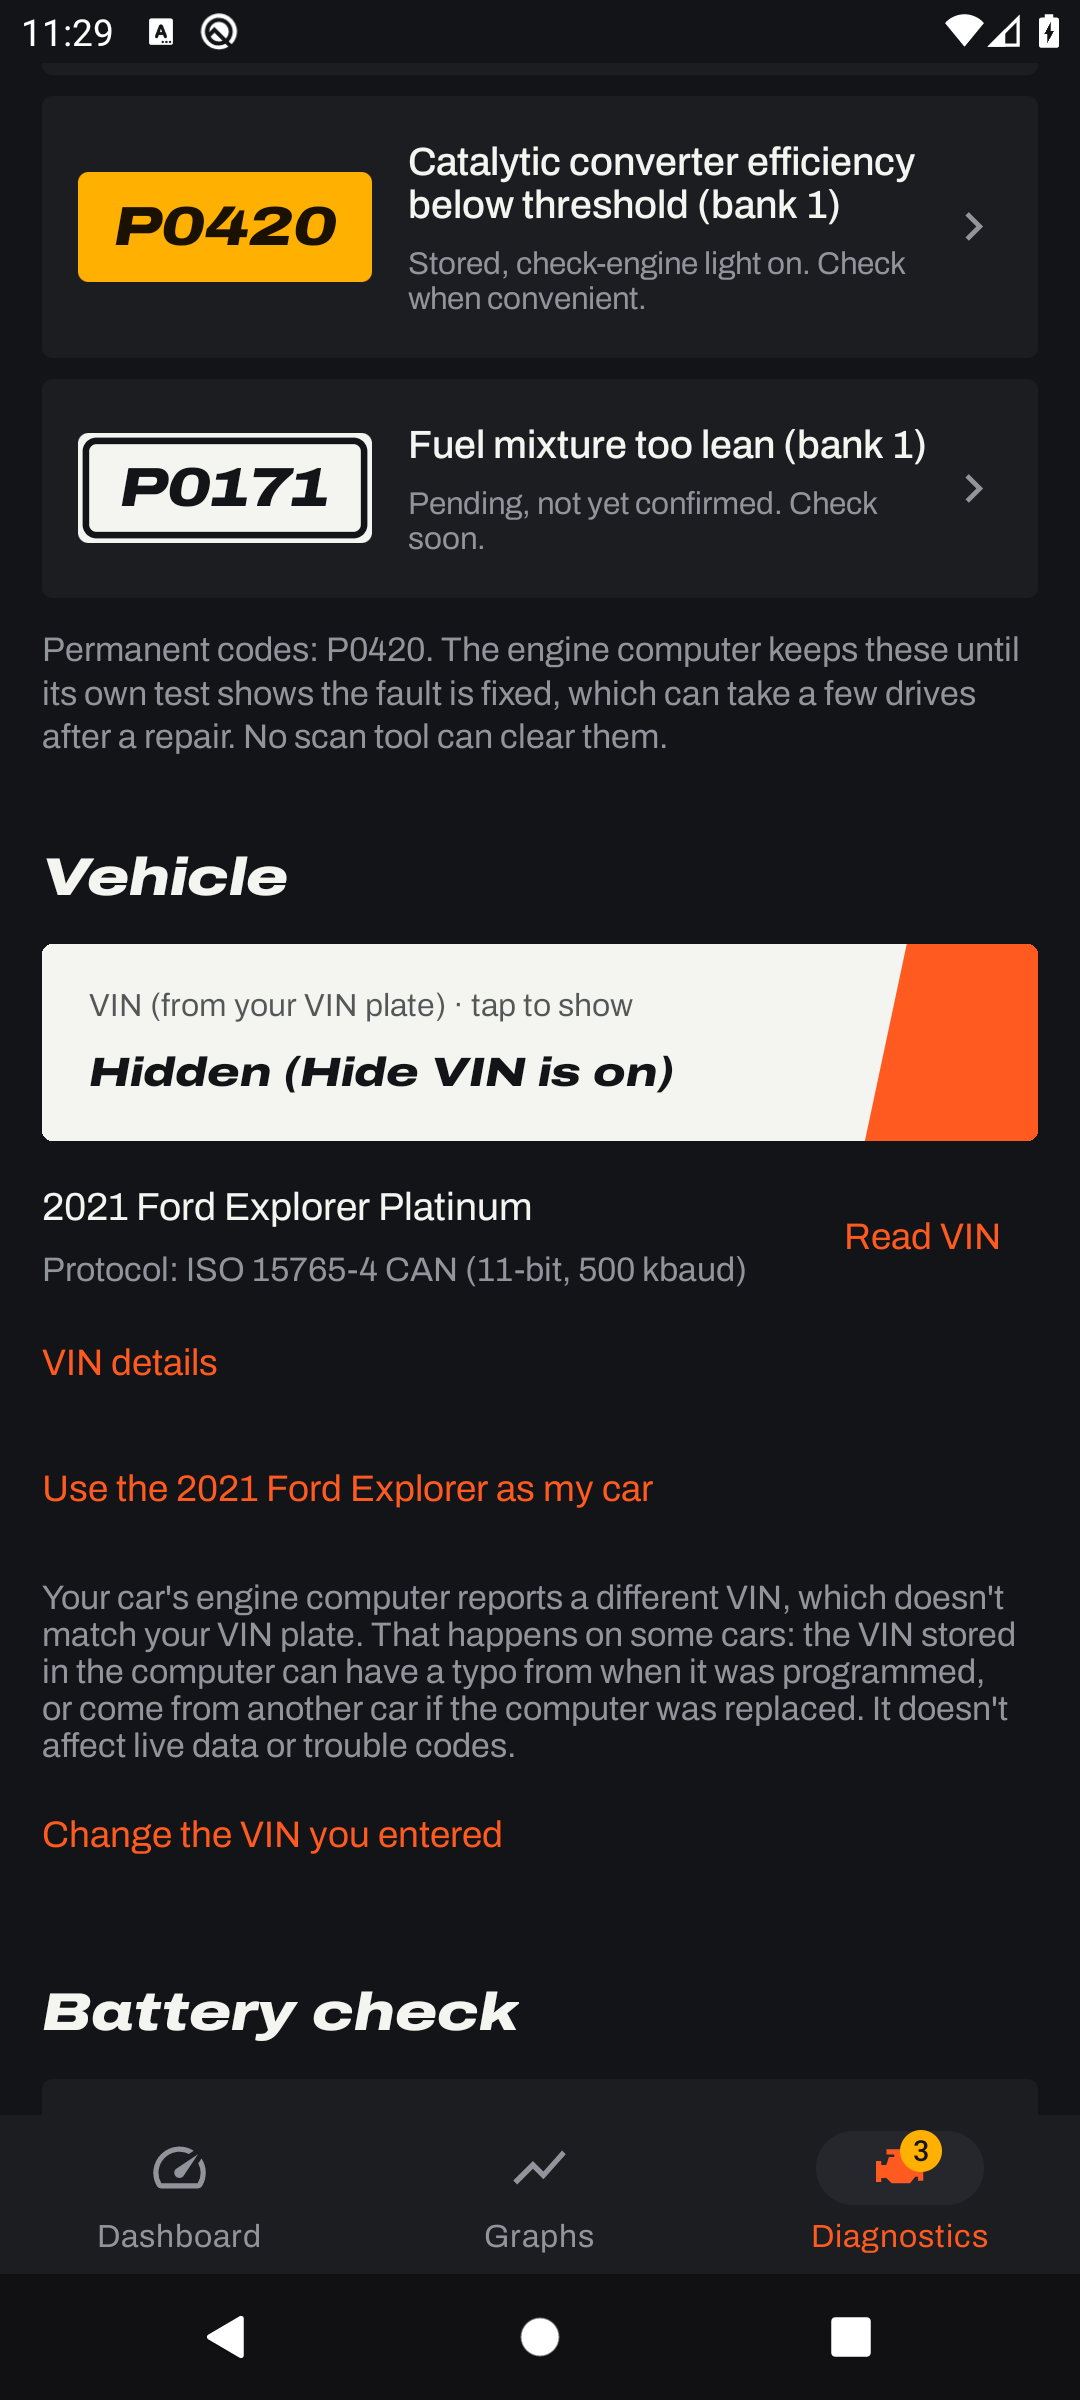 11:29
P0420
Catalytic converter efficiency
below threshold (bank 1)
Stored, check-engine light on. Check
when convenient.
P0171
Fuel mixture too lean (bank 1)
Pending, not yet confirmed. Check
soon.
Permanent codes: P0420. The engine computer keeps these until
its own test shows the fault is fixed, which can take a few drives
after a repair. No scan tool can clear them.
Vehicle
VIN (from your VIN plate) · tap to show
Hidden (Hide VIN is on)
2021 Ford Explorer Platinum
Protocol: ISO 15765-4 CAN (11-bit, 500 kbaud)
Read VIN
VIN details
Use the 2021 Ford Explorer as my car
Your car's engine computer reports a different VIN, which doesn't
match your VIN plate. That happens on some cars: the VIN stored
in the computer can have a typo from when it was programmed,
or come from another car if the computer was replaced. It doesn't
affect live data or trouble codes.
Change the VIN you entered
Battery check
3
Dashboard
Graphs
Diagnostics